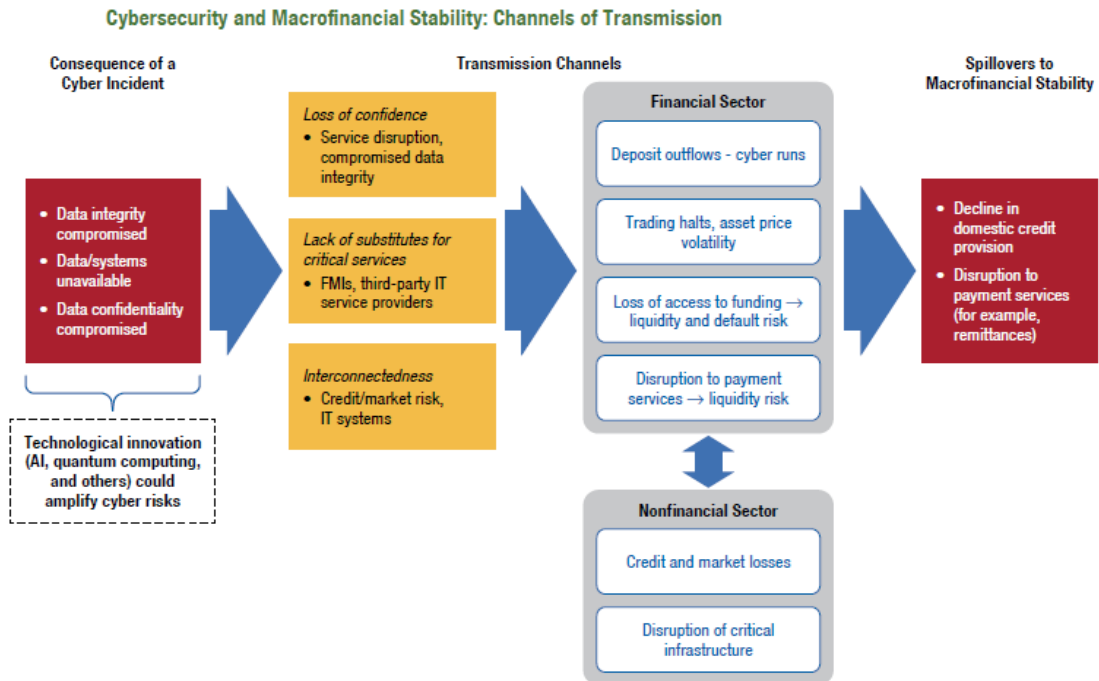 Cybersecurity and Macrofinancial Stability: Channels of Transmission
Consequence of a
Cyber Incident
Transmission Channels
Spillovers to
Macrofinancial Stability
• Data integrity
compromised
• Data/systems
unavailable
• Data confidentiality
compromised
Technological innovation
(AI, quantum computing,
and others) could
amplify cyber risks
Loss of confidence
• Service disruption,
compromised data
integrity
Lack of substitutes for
critical services
• FMIs, third-party IT
service providers
Interconnectedness
• Credit/market risk,
IT systems
Financial Sector
Deposit outflows - cyber runs
Trading halts, asset price
volatility
Loss of access to funding →
liquidity and default risk
Disruption to payment
services → liquidity risk
Nonfinancial Sector
Credit and market losses
Disruption of critical
infrastructure
• Decline in
domestic credit
provision
• Disruption to
payment services
(for example,
remittances)